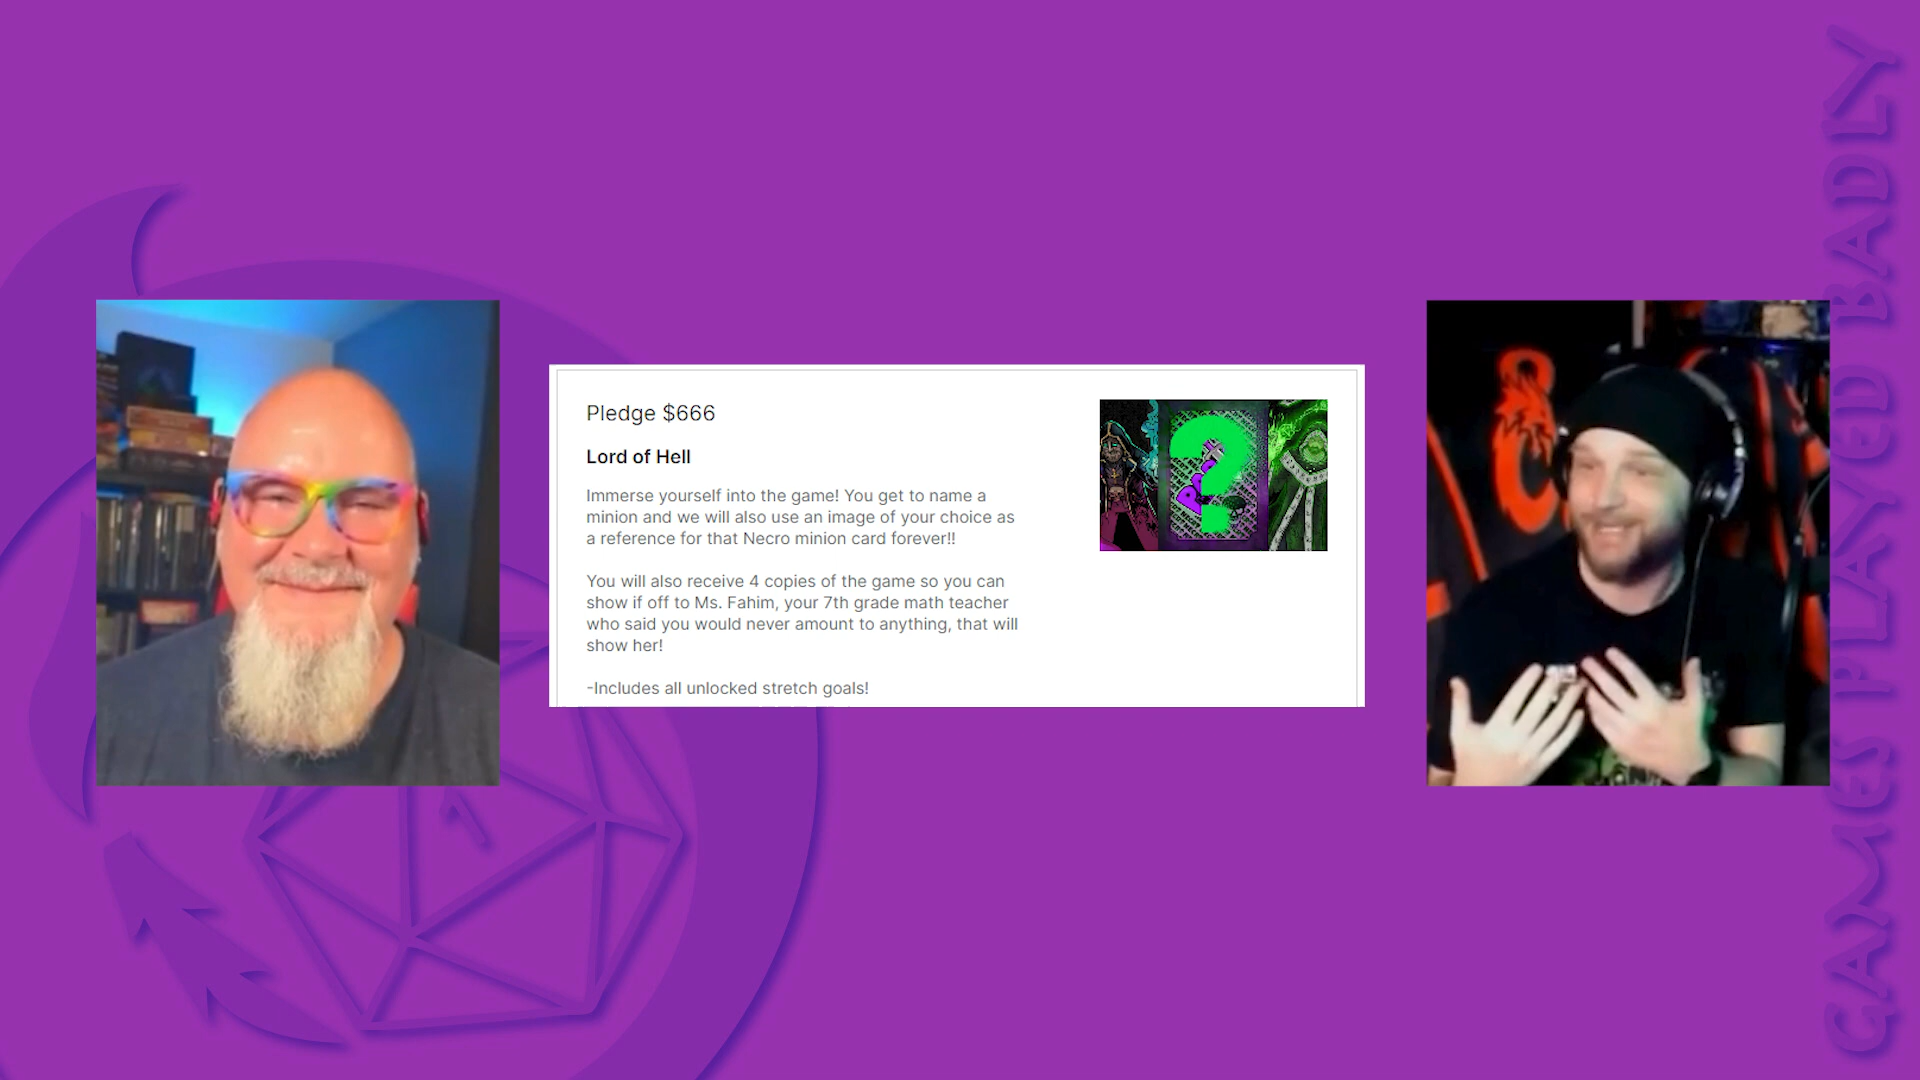 Pledge $666
Lord of Hell
Immerse yourself into the game! You get to name a
minion and we will also use an image of your choice as
a reference for that Necro minion card forever!!
You will also receive 4 copies of the game so you can
show if off to Ms. Fahim, your 7th grade math teacher
who said you would never amount to anything, that will
show her!
-Includes all unlocked stretch goals!
?
1
GAMES PLAYED BADLY